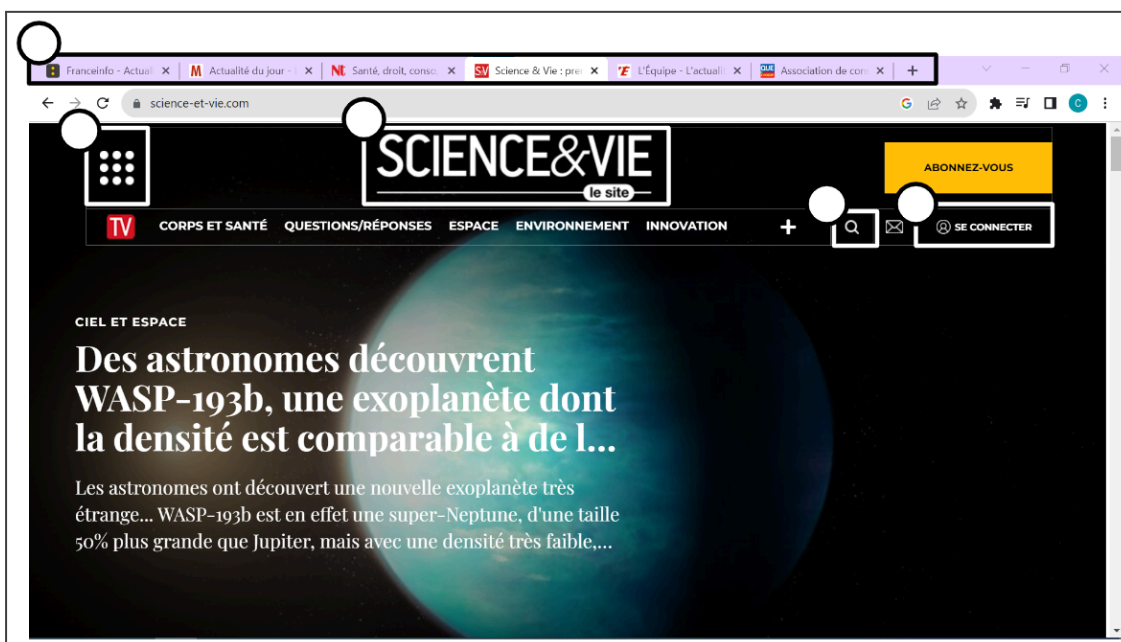 Franceinfo - Actual Actualité du jour - Santé, droit, conso, Science & Vie : pre L'Équipe - L'actualit Association de con
science-et-vie.com
SCIENCE&VIE
le site
ABONNEZ-VOUS
TV CORPS ET SANTÉ QUESTIONS/RÉPONSES ESPACE ENVIRONNEMENT INNOVATION + SE CONNECTER
CIEL ET ESPACE
Des astronomes découvrent
WASP-193b, une exoplanète dont
la densité est comparable à de l...
Les astronomes ont découvert une nouvelle exoplanète très
étrange... WASP-193b est en effet une super-Neptune, d'une taille
50% plus grande que Jupiter, mais avec une densité très faible,...